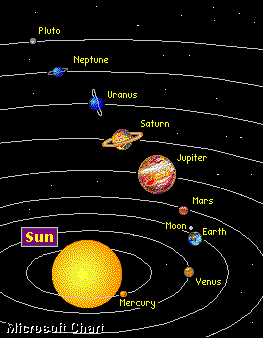 Pluto
Neptune
Uranus
Saturn
Jupiter
Mars
Moon
Earth
Sun
Venus
Mercury
Microsoft Chart